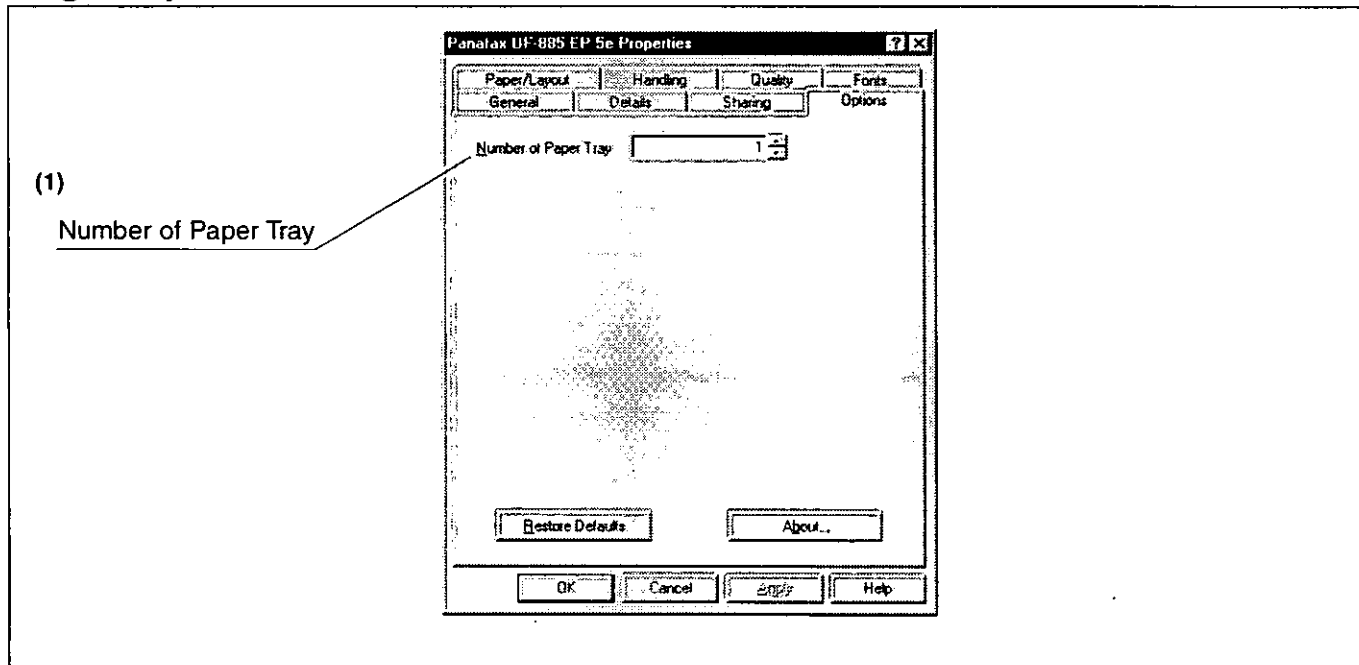 Panafax UF-885 EP 5e Properties
? X
Paper/Layout Handling Quality Fonts
General Details Sharing Options
Number of Paper Tray 1
(1)
Number of Paper Tray
Restore Defaults About...
OK Cancel Apply Help